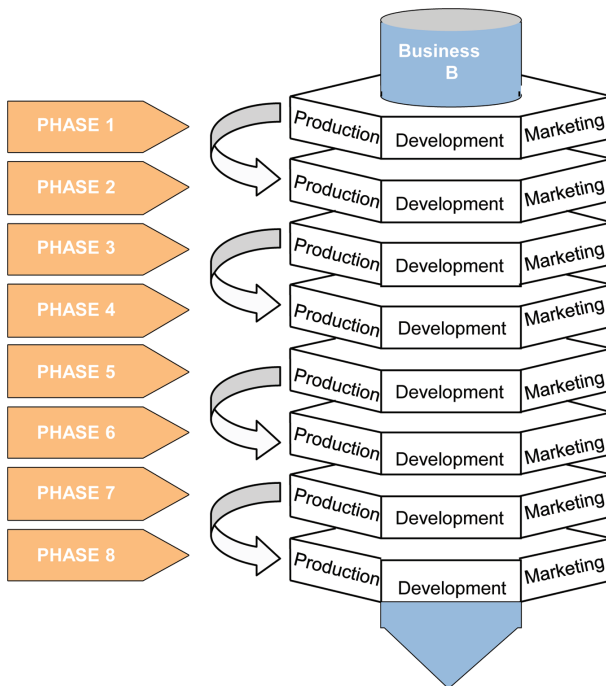 Business
B
PHASE 1
Production Development Marketing
PHASE 2
Production Development Marketing
PHASE 3
Production Development Marketing
PHASE 4
Production Development Marketing
PHASE 5
Production Development Marketing
PHASE 6
Production Development Marketing
PHASE 7
Production Development Marketing
PHASE 8
Production Development Marketing